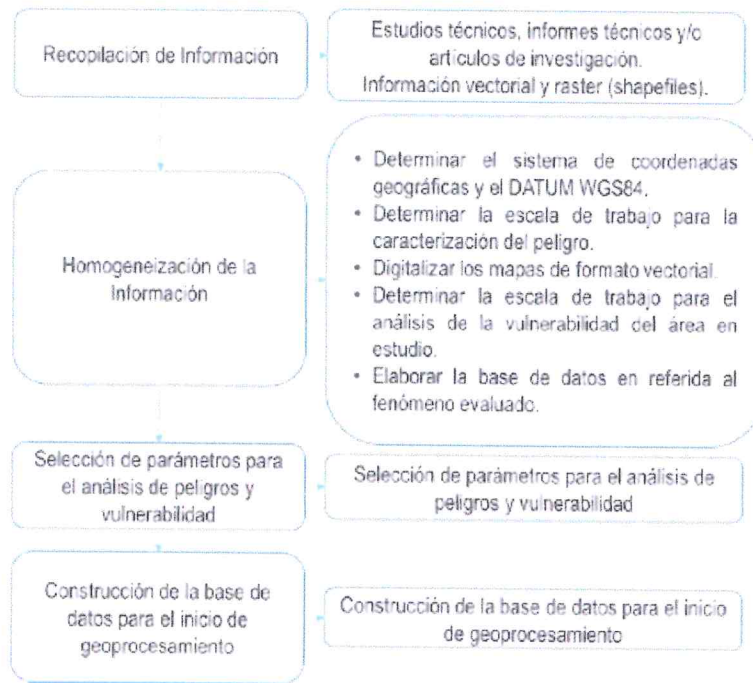 Recopilación de Información
Estudios técnicos, informes técnicos y/o
artículos de investigación.
Información vectorial y raster (shapefiles).
Homogeneización de la
Información
• Determinar el sistema de coordenadas
geográficas y el DATUM WGS84.
• Determinar la escala de trabajo para la
caracterización del peligro.
• Digitalizar los mapas de formato vectorial.
• Determinar la escala de trabajo para el
análisis de la vulnerabilidad del área en
estudio.
• Elaborar la base de datos en referida al
fenómeno evaluado.
Selección de parámetros para
el análisis de peligros y
vulnerabilidad
Selección de parámetros para el análisis de
peligros y vulnerabilidad
Construcción de la base de
datos para el inicio de
geoprocesamiento
Construcción de la base de datos para el inicio
de geoprocesamiento